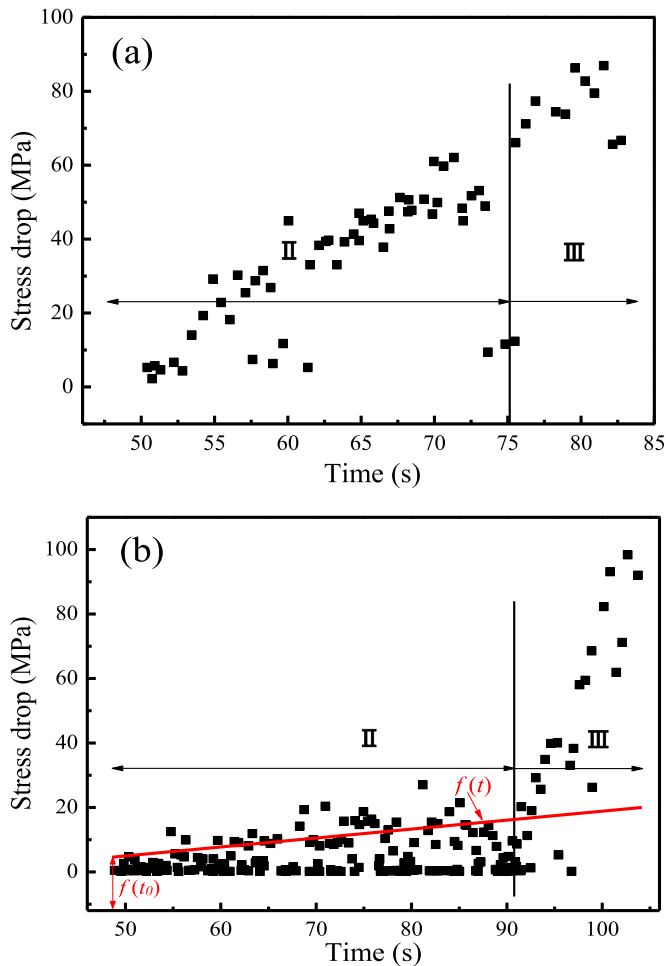 (a)
Stress drop (MPa)
100
80
60
40
20
0
II
III
50 55 60 65 70 75 80 85
Time (s)
(b)
Stress drop (MPa)
100
80
60
40
20
0
II
III
f (t)
f (t0)
50 60 70 80 90 100
Time (s)